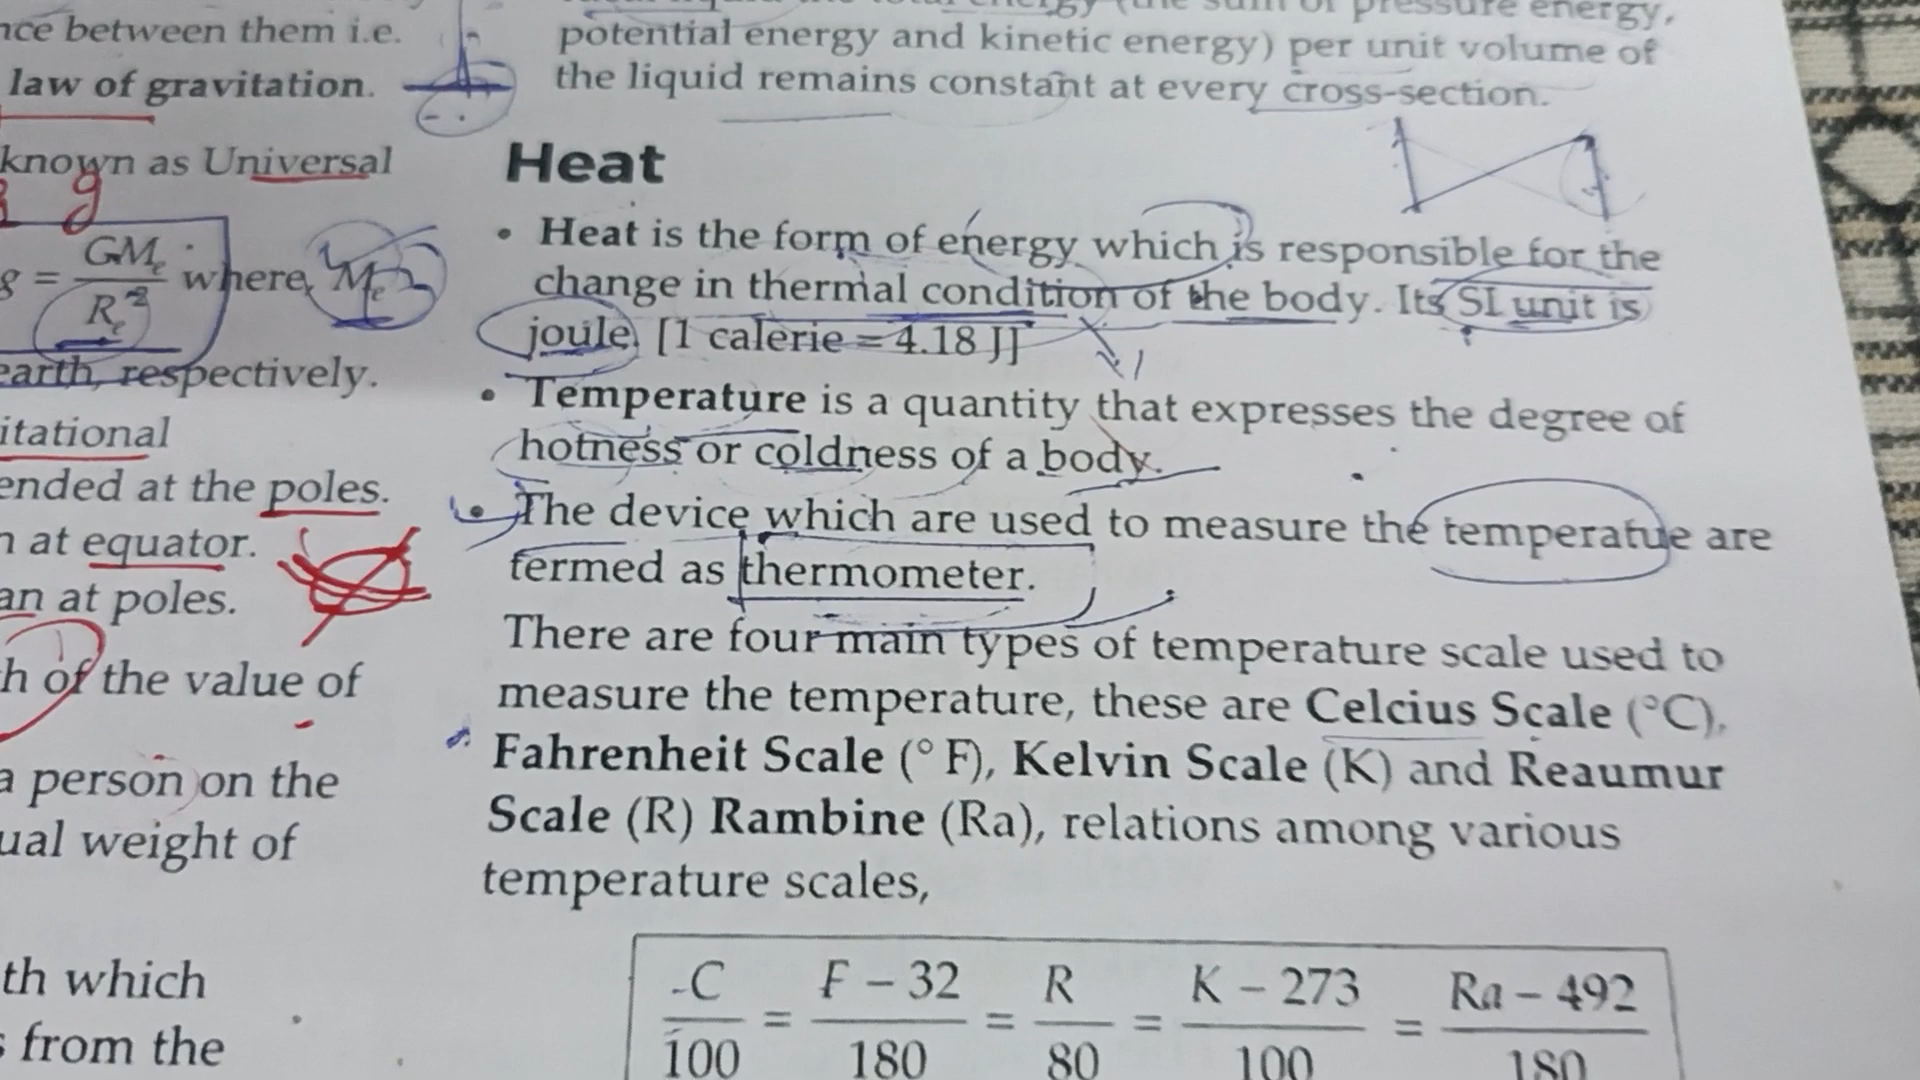 nce between them i.e.
law of gravitation.
known as Universal
g
g = GMe / Re² where, Me
earth, respectively.
itational
ended at the poles.
n at equator.
an at poles.
h of the value of
a person on the
ual weight of
th which
s from the
pressure energy,
potential energy and kinetic energy) per unit volume of
the liquid remains constant at every cross-section.
Heat
• Heat is the form of energy which is responsible for the
change in thermal condition of the body. Its SI unit is
joule. [1 calerie = 4.18 J]
• Temperature is a quantity that expresses the degree of
hotness or coldness of a body.
• The device which are used to measure the temperatue are
termed as thermometer.
There are four main types of temperature scale used to
measure the temperature, these are Celcius Scale (°C),
Fahrenheit Scale (° F), Kelvin Scale (K) and Reaumur
Scale (R) Rambine (Ra), relations among various
temperature scales,
C/100 = F – 32/180 = R/80 = K – 273/100 = Ra – 492/180